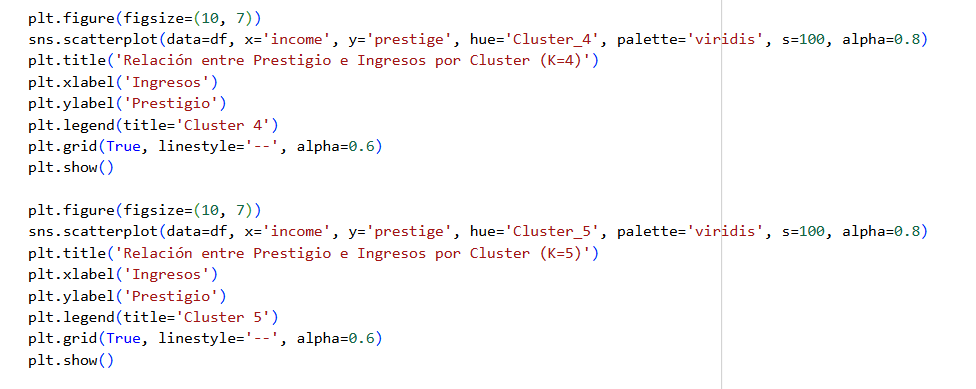 plt.figure(figsize=(10, 7))
sns.scatterplot(data=df, x='income', y='prestige', hue='Cluster_4', palette='viridis', s=100, alpha=0.8)
plt.title('Relación entre Prestigio e Ingresos por Cluster (K=4)')
plt.xlabel('Ingresos')
plt.ylabel('Prestigio')
plt.legend(title='Cluster 4')
plt.grid(True, linestyle='--', alpha=0.6)
plt.show()

plt.figure(figsize=(10, 7))
sns.scatterplot(data=df, x='income', y='prestige', hue='Cluster_5', palette='viridis', s=100, alpha=0.8)
plt.title('Relación entre Prestigio e Ingresos por Cluster (K=5)')
plt.xlabel('Ingresos')
plt.ylabel('Prestigio')
plt.legend(title='Cluster 5')
plt.grid(True, linestyle='--', alpha=0.6)
plt.show()